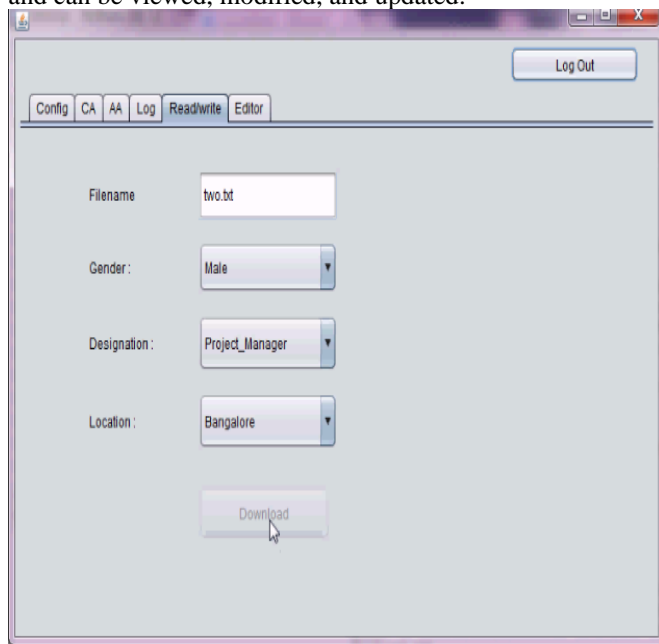 and can be viewed, modified, and updated.
Log Out
Config CA AA Log Read/write Editor
Filename two.txt
Gender : Male
Designation : Project_Manager
Location : Bangalore
Download